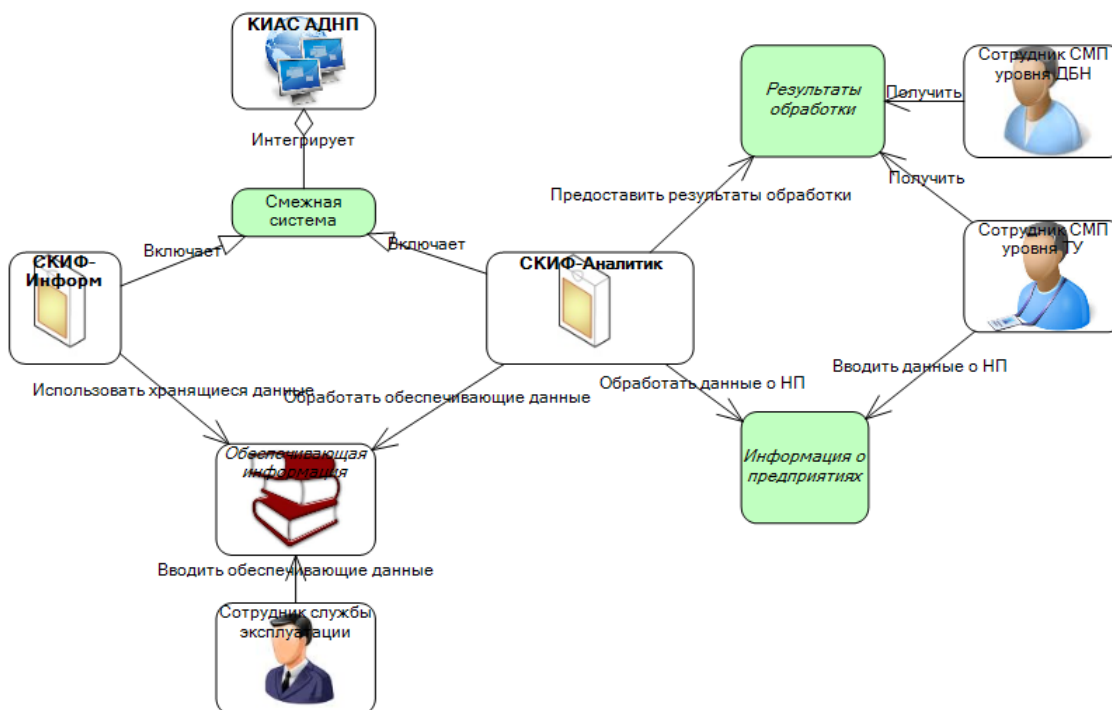 КИАС АДНП
Интегрирует
Смежная
система
Включает
Включает
СКИФ-
Информ
СКИФ-Аналитик
Предоставить результаты обработки
Результаты
обработки
Получить
Сотрудник СМП
уровня ДБН
Получить
Сотрудник СМП
уровня ТУ
Использовать хранящиеся данные
Обработать обеспечивающие данные
Обработать данные о НП
Вводить данные о НП
Обеспечивающая
информация
Информация о
предприятиях
Вводить обеспечивающие данные
Сотрудник службы
эксплуатации